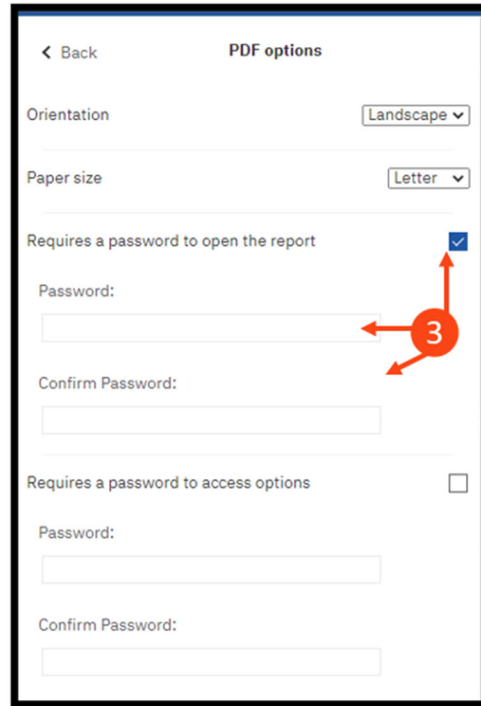 Back
PDF options
Orientation
Landscape
Paper size
Letter
Requires a password to open the report
Password:
3
Confirm Password:
Requires a password to access options
Password:
Confirm Password: